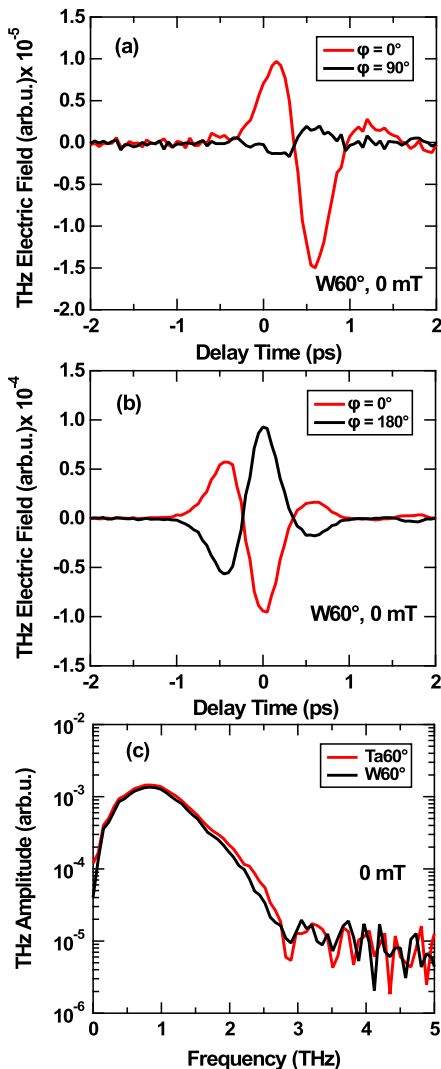 (a)
φ = 0°
φ = 90°
1.0
0.5
0.0
-0.5
-1.0
-1.5
-2.0
THz Electric Field (arb.u.)x 10-5
W60°, 0 mT
-2 -1 0 1 2
Delay Time (ps)
1.5
1.0
0.5
0.0
-0.5
-1.0
-1.5
THz Electric Field (arb.u.)x 10-4
(b)
φ = 0°
φ = 180°
W60°, 0 mT
-2 -1 0 1 2
Delay Time (ps)
10-2
10-3
10-4
10-5
10-6
THz Amplitude (arb.u.)
(c)
Ta60°
W60°
0 mT
0 1 2 3 4 5
Frequency (THz)